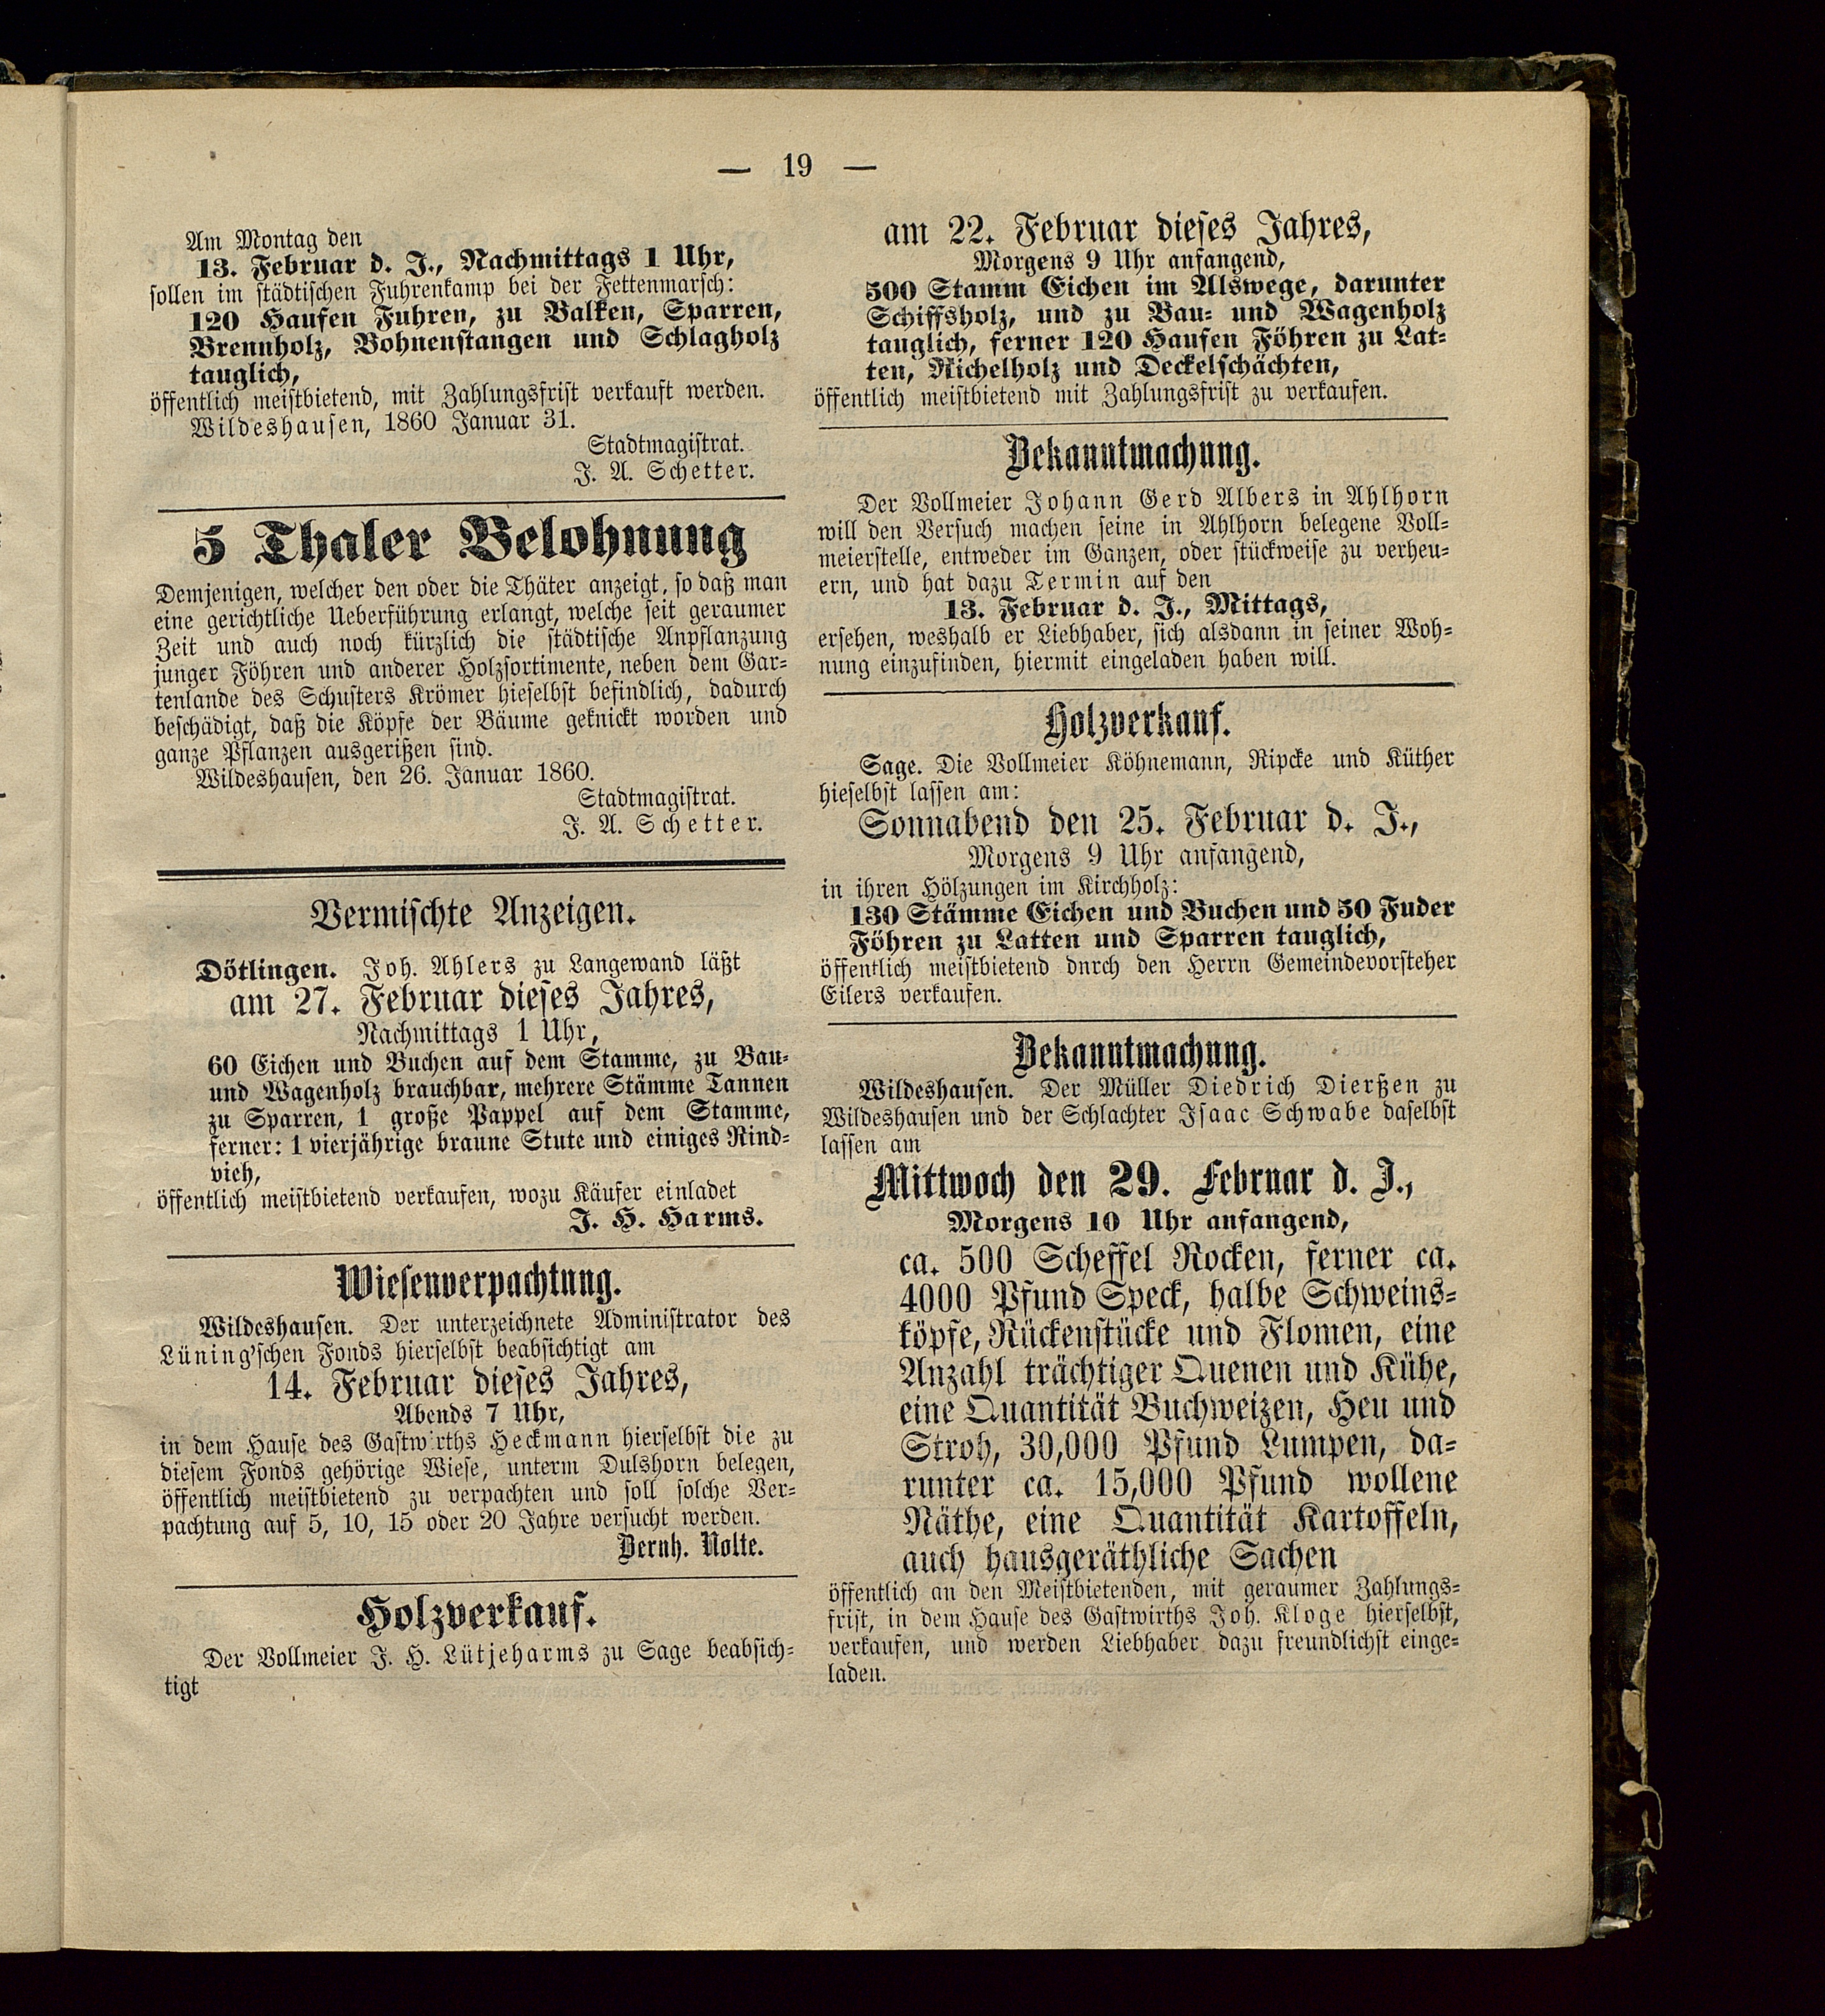 — 19 —
Am Montag den
13. Februar d. J., Nachmittags 1 Uhr,
sollen im städtischen Fuhrenkamp bei der Fettenmarsch:
120 Haufen Fuhren, zu Balken, Sparren,
Brennholz, Bohnenstangen und Schlagholz
tauglich,
öffentlich meistbietend, mit Zahlungsfrist verkauft werden.
Wildeshausen, 1860 Januar 31.
Stadtmagistrat.
J. A. Schetter.
5 Thaler Belohnung
Demjenigen, welcher den oder die Thäter anzeigt, so daß man
eine gerichtliche Ueberführung erlangt, welche seit geraumer
Zeit und auch noch kürzlich die städtische Anpflanzung
junger Föhren und anderer Holzsortimente, neben dem Gar-
tenlande des Schusters Krömer hieselbst befindlich, dadurch
beschädigt, daß die Köpfe der Bäume geknickt worden und
ganze Pflanzen ausgerißen sind.
Wildeshausen, den 26. Januar 1860.
Stadtmagistrat.
J. A. Schetter.
Vermischte Anzeigen.
Dötlingen. Joh. Ahlers zu Langewand läßt
am 27. Februar dieses Jahres,
Nachmittags 1 Uhr,
60 Eichen und Buchen auf dem Stamme, zu Bau-
und Wagenholz brauchbar, mehrere Stämme Tannen
zu Sparren, 1 große Pappel auf dem Stamme,
ferner: 1 vierjährige braune Stute und einiges Rind-
vieh,
öffentlich meistbietend verkaufen, wozu Käufer einladet
J. H. Harms.
Wiesenverpachtung.
Wildeshausen. Der unterzeichnete Administrator des
Lüning'schen Fonds hierselbst beabsichtigt am
14. Februar dieses Jahres,
Abends 7 Uhr,
in dem Hause des Gastwirths Heckmann hierselbst die zu
diesem Fonds gehörige Wiese, unterm Dulshorn belegen,
öffentlich meistbietend zu verpachten und soll solche Ver-
pachtung auf 5, 10, 15 oder 20 Jahre versucht werden.
Bernh. Nolte.
Holzverkauf.
Der Vollmeier J. H. Lütjeharms zu Sage beabsich-
tigt
am 22. Februar dieses Jahres,
Morgens 9 Uhr anfangend,
500 Stamm Eichen im Alswege, darunter
Schiffsholz, und zu Bau- und Wagenholz
tauglich, ferner 120 Haufen Föhren zu Lat-
ten, Richelholz und Deckelschächten,
öffentlich meistbietend mit Zahlungsfrist zu verkaufen.
Bekanntmachung.
Der Vollmeier Johann Gerd Albers in Ahlhorn
will den Versuch machen seine in Ahlhorn belegene Voll-
meierstelle, entweder im Ganzen, oder stückweise zu verheu-
ern, und hat dazu Termin auf den
13. Februar d. J., Mittags,
ersehen, weshalb er Liebhaber, sich alsdann in seiner Woh-
nung einzufinden, hiermit eingeladen haben will.
Holzverkauf.
Sage. Die Vollmeier Köhnemann, Ripcke und Küther
hieselbst lassen am:
Sonnabend den 25. Februar d. J.,
Morgens 9 Uhr anfangend,
in ihren Hölzungen im Kirchholz:
130 Stämme Eichen und Buchen und 50 Fuder
Föhren zu Latten und Sparren tauglich,
öffentlich meistbietend dnrch den Herrn Gemeindevorsteher
Eilers verkaufen.
Bekanntmachung.
Wildeshausen. Der Müller Diedrich Dierßen zu
Wildeshausen und der Schlachter Isaac Schwabe daselbst
lassen am
Mittwoch den 29. Februar d. J.,
Morgens 10 Uhr anfangend,
ca. 500 Scheffel Rocken, ferner ca.
4000 Pfund Speck, halbe Schweins-
köpfe, Rückenstücke und Flomen, eine
Anzahl trächtiger Quenen und Kühe,
eine Quantität Buchweizen, Heu und
Stroh, 30,000 Pfund Lumpen, da-
runter ca. 15,000 Pfund wollene
Näthe, eine Quantität Kartoffeln,
auch hausgeräthliche Sachen
öffentlich an den Meistbietenden, mit geraumer Zahlungs-
frist, in dem Hause des Gastwirths Joh. Kloge hierselbst,
verkaufen, und werden Liebhaber dazu freundlichst einge-
laden.